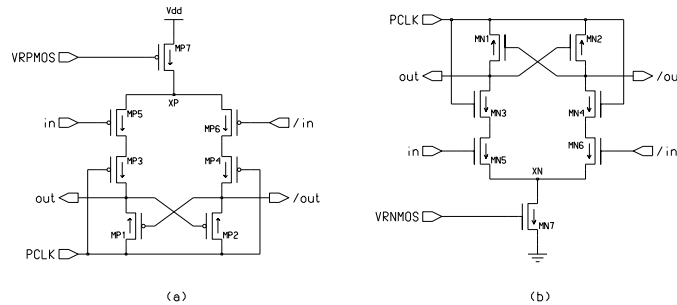 Vdd
VRPMOS
MP7
XP
in
MP5
MP6
/in
MP3
MP4
out
/out
MP1
MP2
PCLK
(a)
PCLK
MN1
MN2
out
/ou
MN3
MN4
in
MN5
MN6
/in
XN
VRNMOS
MN7
(b)